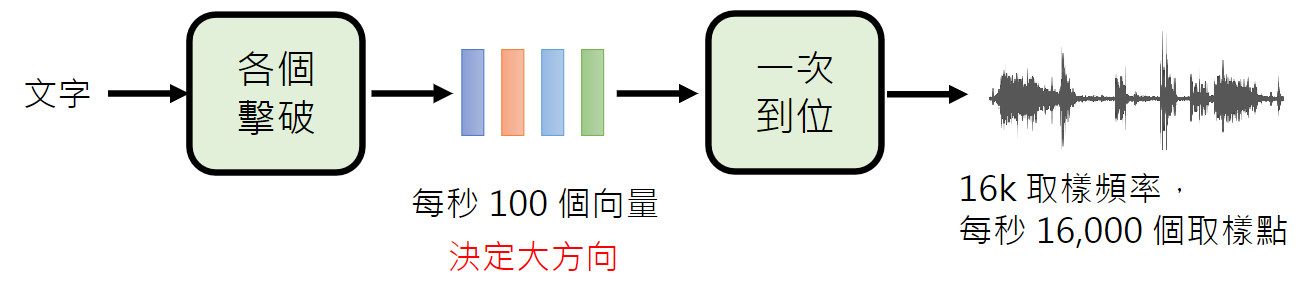 文字
各個
擊破
每秒 100 個向量
決定大方向
一次
到位
16k 取樣頻率，
每秒 16,000 個取樣點